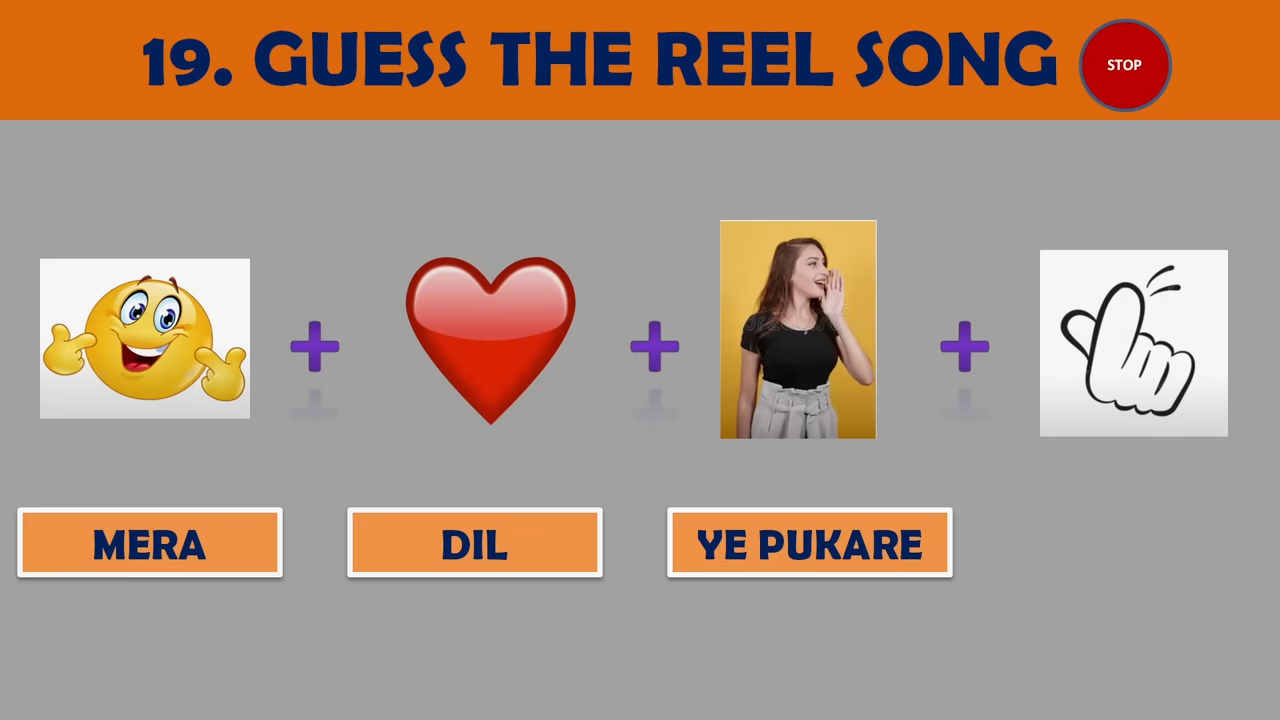 19. GUESS THE REEL SONG
STOP
MERA
DIL
YE PUKARE